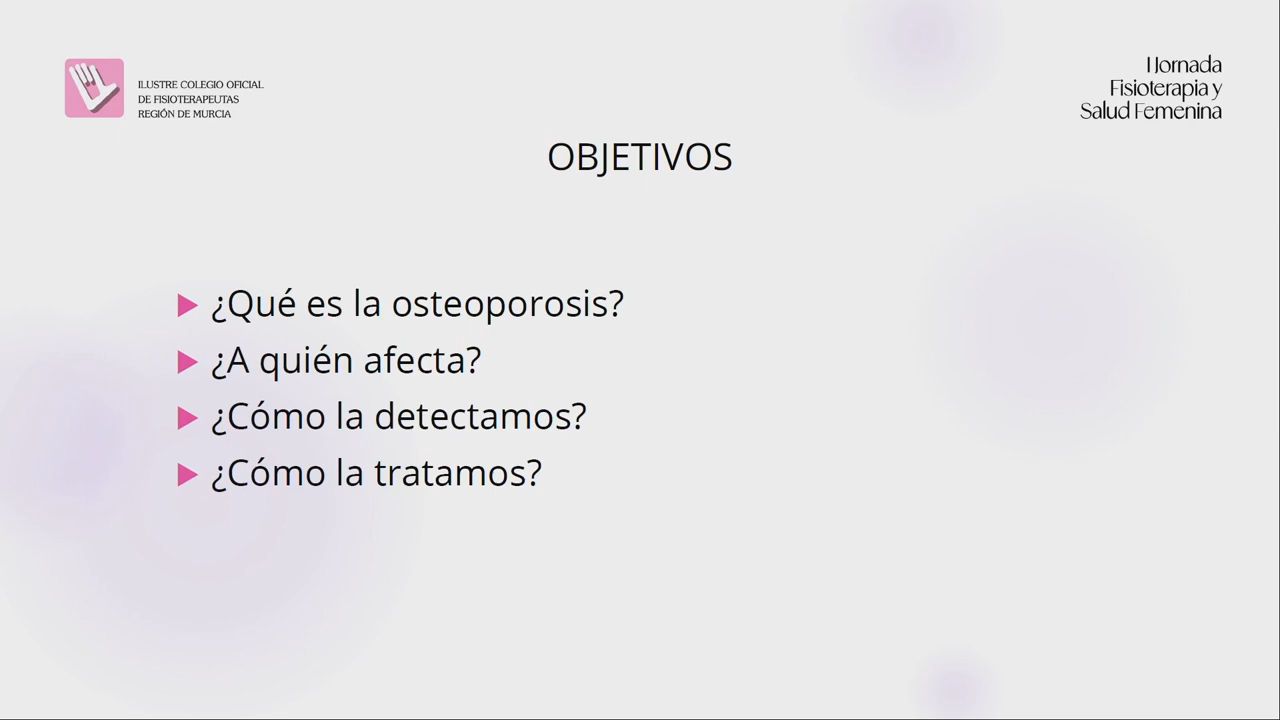 ILUSTRE COLEGIO OFICIAL
DE FISIOTERAPEUTAS
REGIÓN DE MURCIA
I Jornada
Fisioterapia y
Salud Femenina
OBJETIVOS
¿Qué es la osteoporosis?
¿A quién afecta?
¿Cómo la detectamos?
¿Cómo la tratamos?